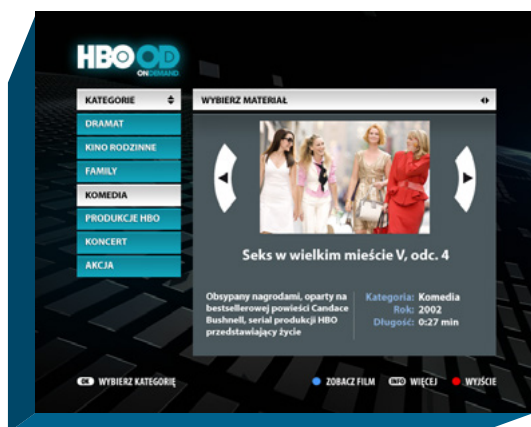 HBO OD
ONDEMAND
KATEGORIE
WYBIERZ MATERIAŁ
DRAMAT
KINO RODZINNE
FAMILY
KOMEDIA
PRODUKCJE HBO
KONCERT
AKCJA
Seks w wielkim mieście V, odc. 4
Obsypany nagrodami, oparty na
bestsellerowej powieści Candace
Bushnell, serial produkcji HBO
przedstawiający życie
Kategoria: Komedia
Rok: 2002
Długość: 0:27 min
OK WYBIERZ KATEGORIĘ
ZOBACZ FILM INFO WIĘCEJ WYJŚCIE